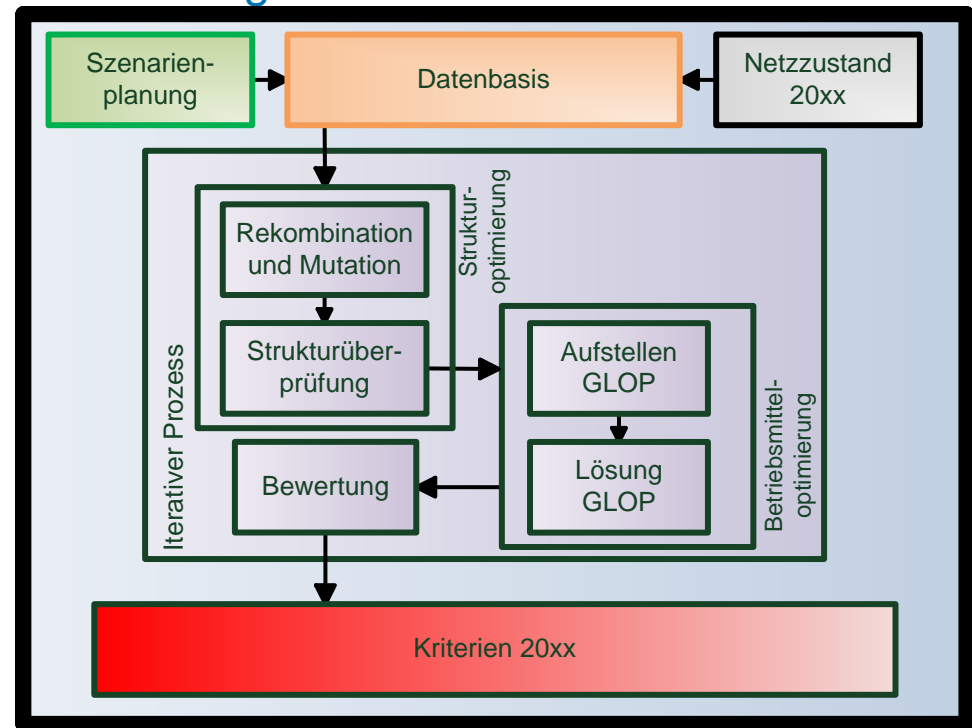 Szenarien-
planung
Datenbasis
Netzzustand
20xx
Iterativer Prozess
Struktur-
optimierung
Rekombination
und Mutation
Strukturüber-
prüfung
Betriebsmittel-
optimierung
Aufstellen
GLOP
Lösung
GLOP
Bewertung
Kriterien 20xx